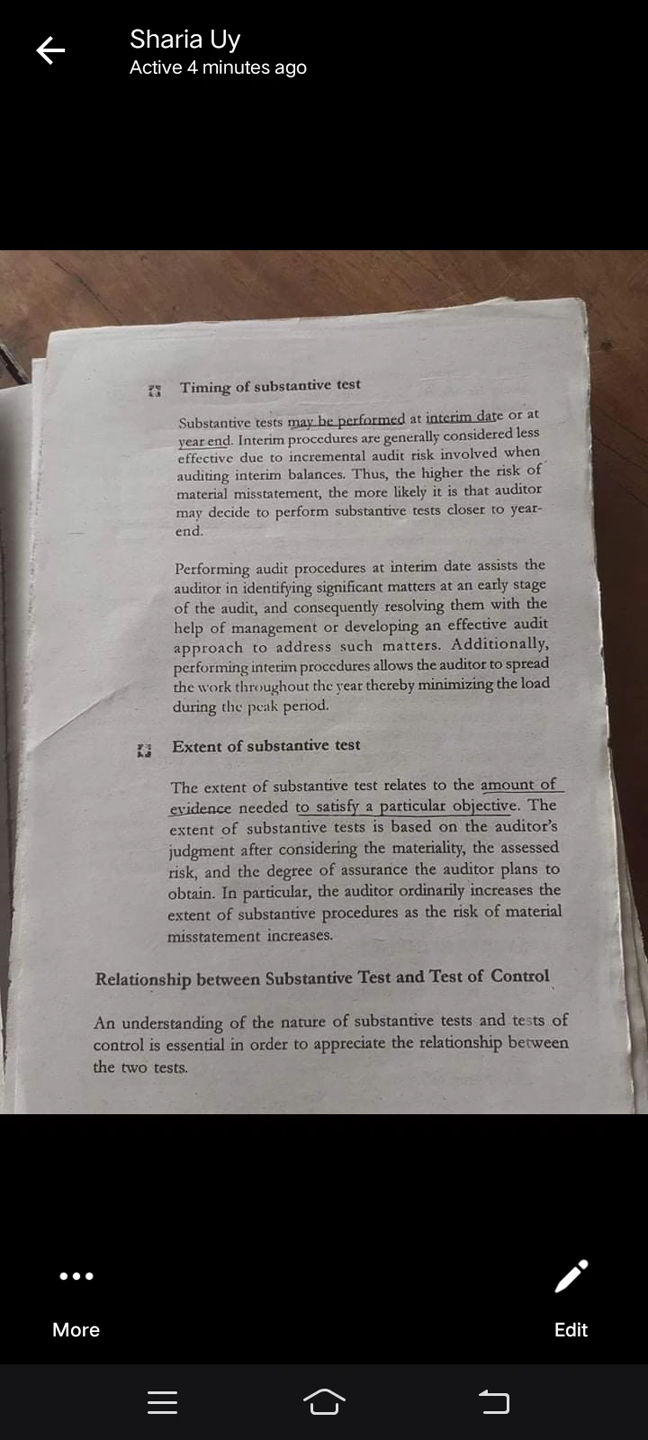 Sharia Uy
Active 4 minutes ago
Timing of substantive test
Substantive tests may be performed at interim date or at
year end. Interim procedures are generally considered less
effective due to incremental audit risk involved when
auditing interim balances. Thus, the higher the risk of
material misstatement, the more likely it is that auditor
may decide to perform substantive tests closer to year-
end.
Performing audit procedures at interim date assists the
auditor in identifying significant matters at an early stage
of the audit, and consequently resolving them with the
help of management or developing an effective audit
approach to address such matters. Additionally,
performing interim procedures allows the auditor to spread
the work throughout the year thereby minimizing the load
during the peak period.
Extent of substantive test
The extent of substantive test relates to the amount of
evidence needed to satisfy a particular objective. The
extent of substantive tests is based on the auditor's
judgment after considering the materiality, the assessed
risk, and the degree of assurance the auditor plans to
obtain. In particular, the auditor ordinarily increases the
extent of substantive procedures as the risk of material
misstatement increases.
Relationship between Substantive Test and Test of Control
An understanding of the nature of substantive tests and tests of
control is essential in order to appreciate the relationship between
the two tests.
More
Edit